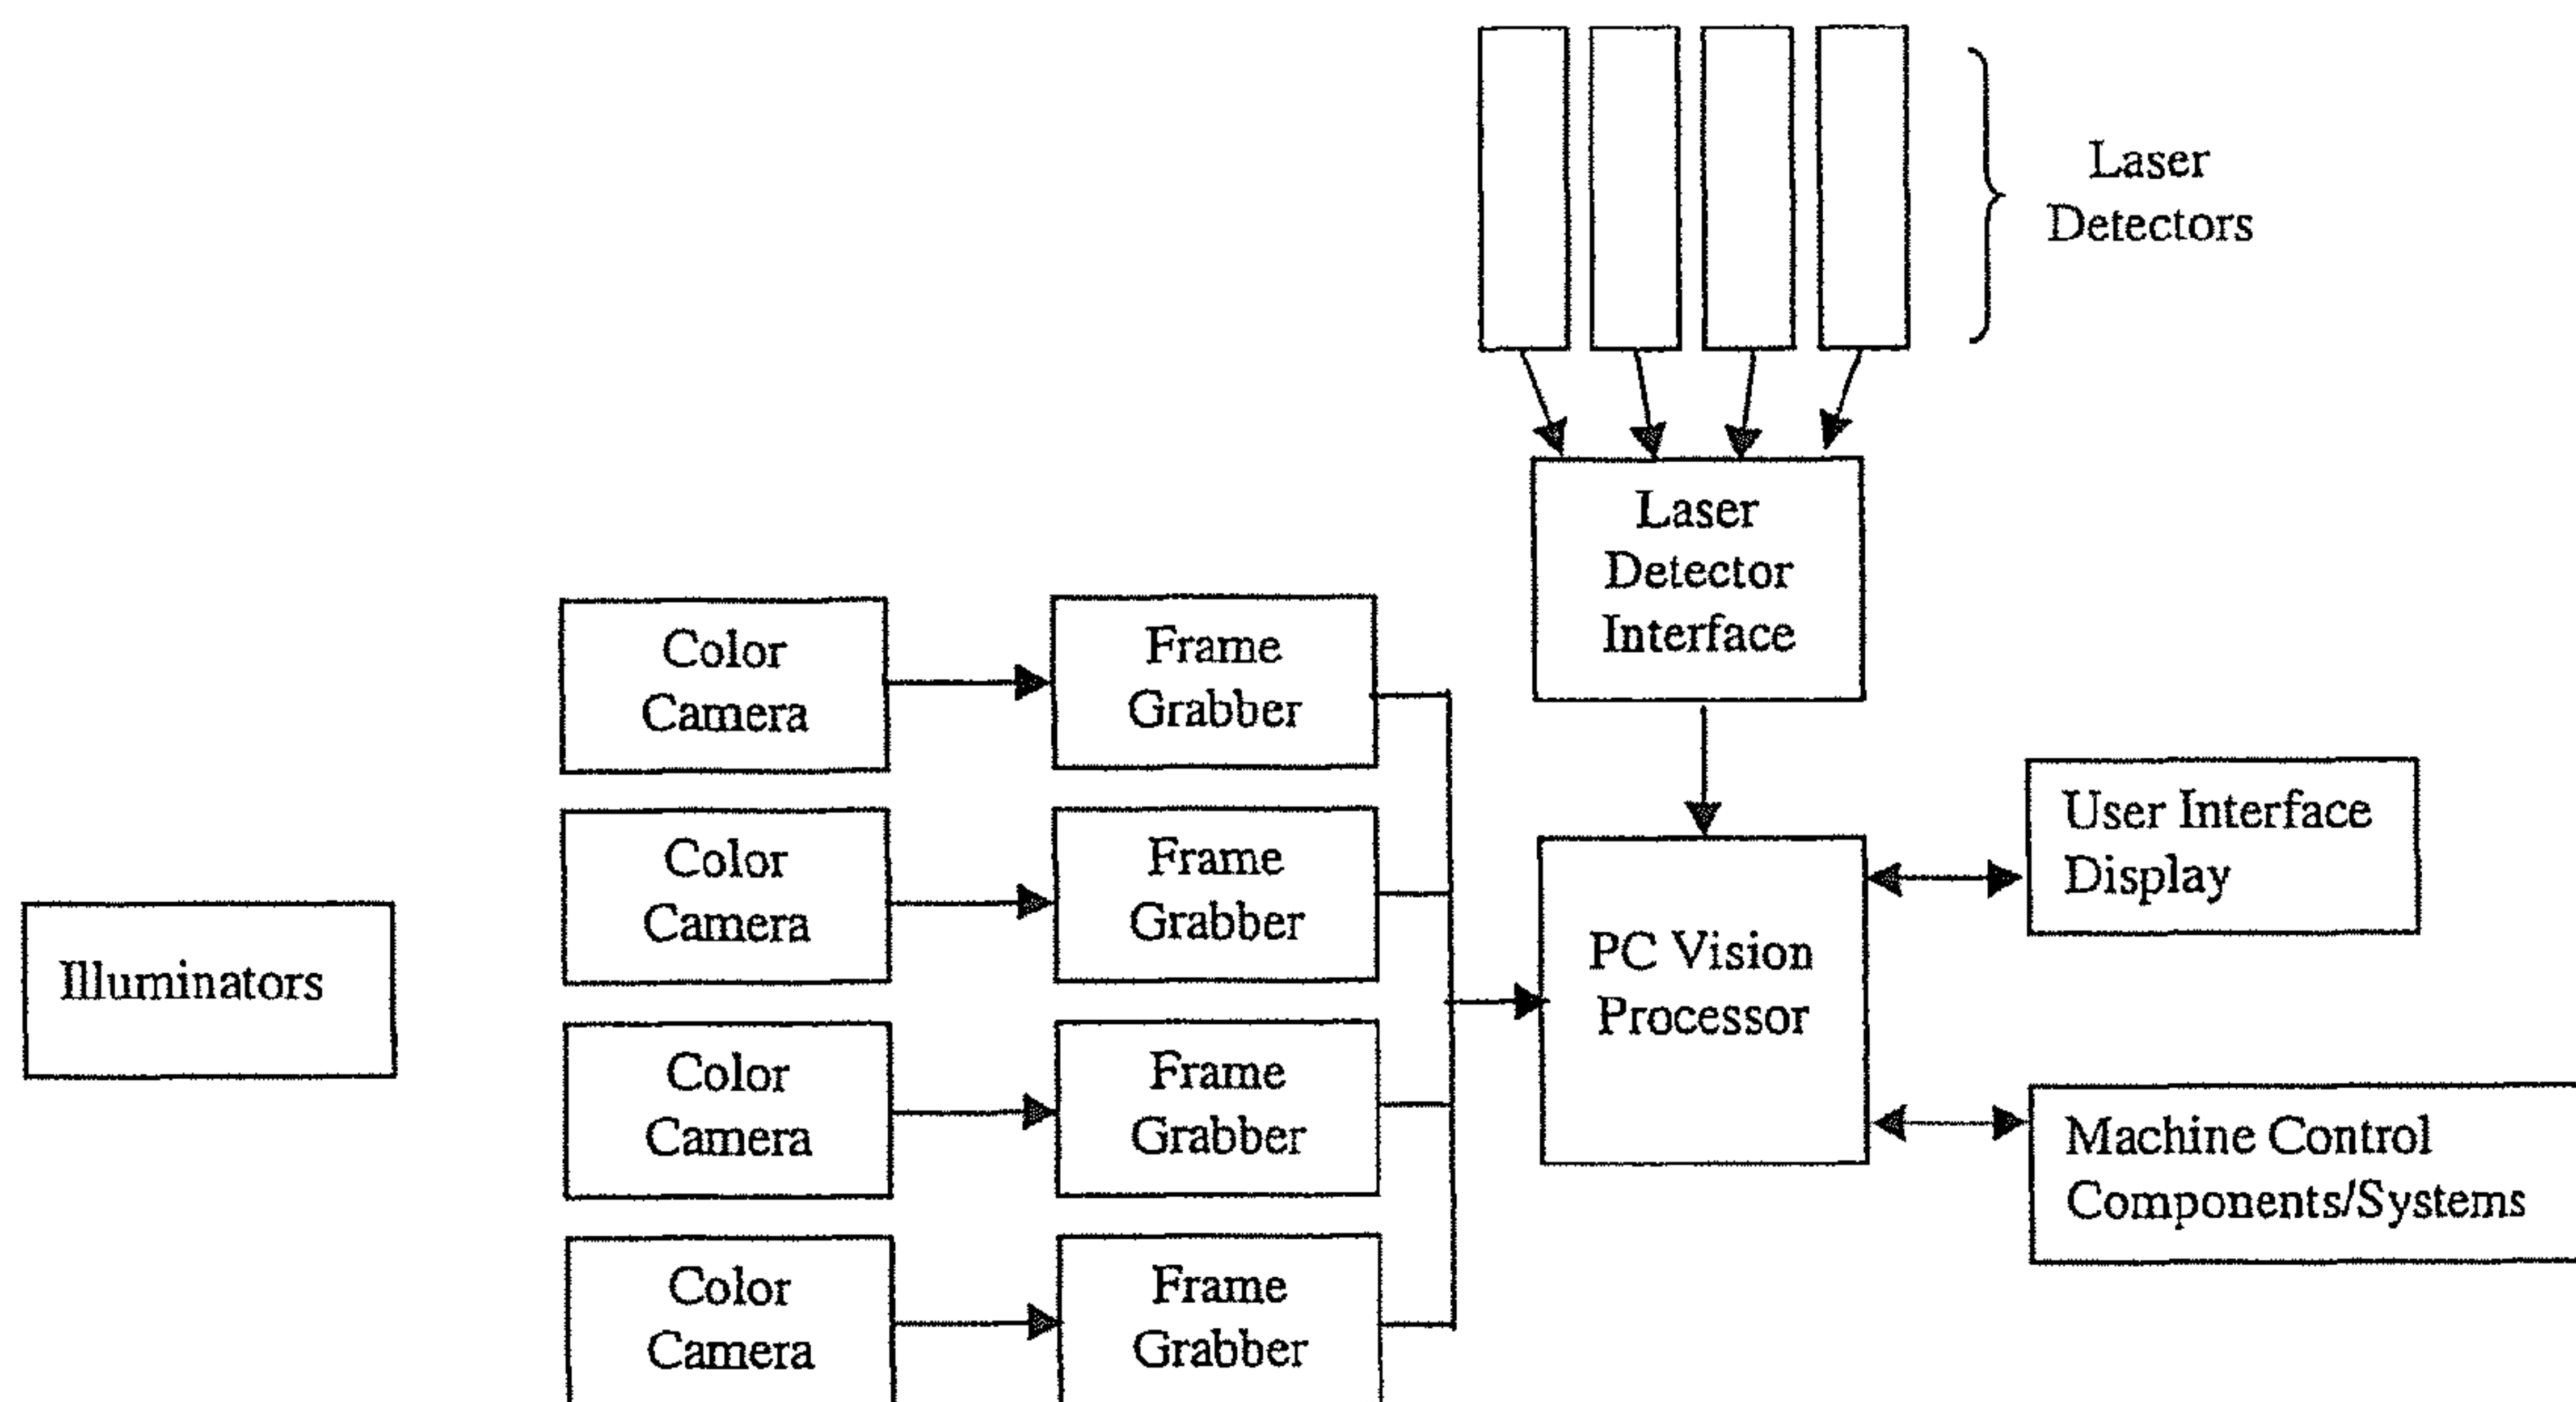 Laser
Detectors
Laser
Detector
Interface
Color
Camera
Frame
Grabber
Color
Camera
Frame
Grabber
Color
Camera
Frame
Grabber
Color
Camera
Frame
Grabber
Illuminators
PC Vision
Processor
User Interface
Display
Machine Control
Components/Systems